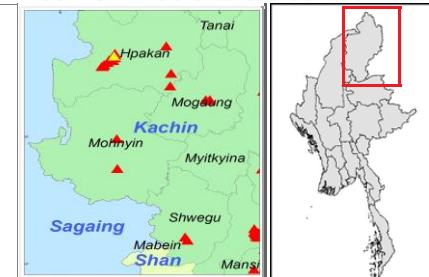 Tanai
Hpakan
Mogaung
Kachin
Mohnyin
Myitkyina
Shwegu
Sagaing
Mabein
Shan
Mansi